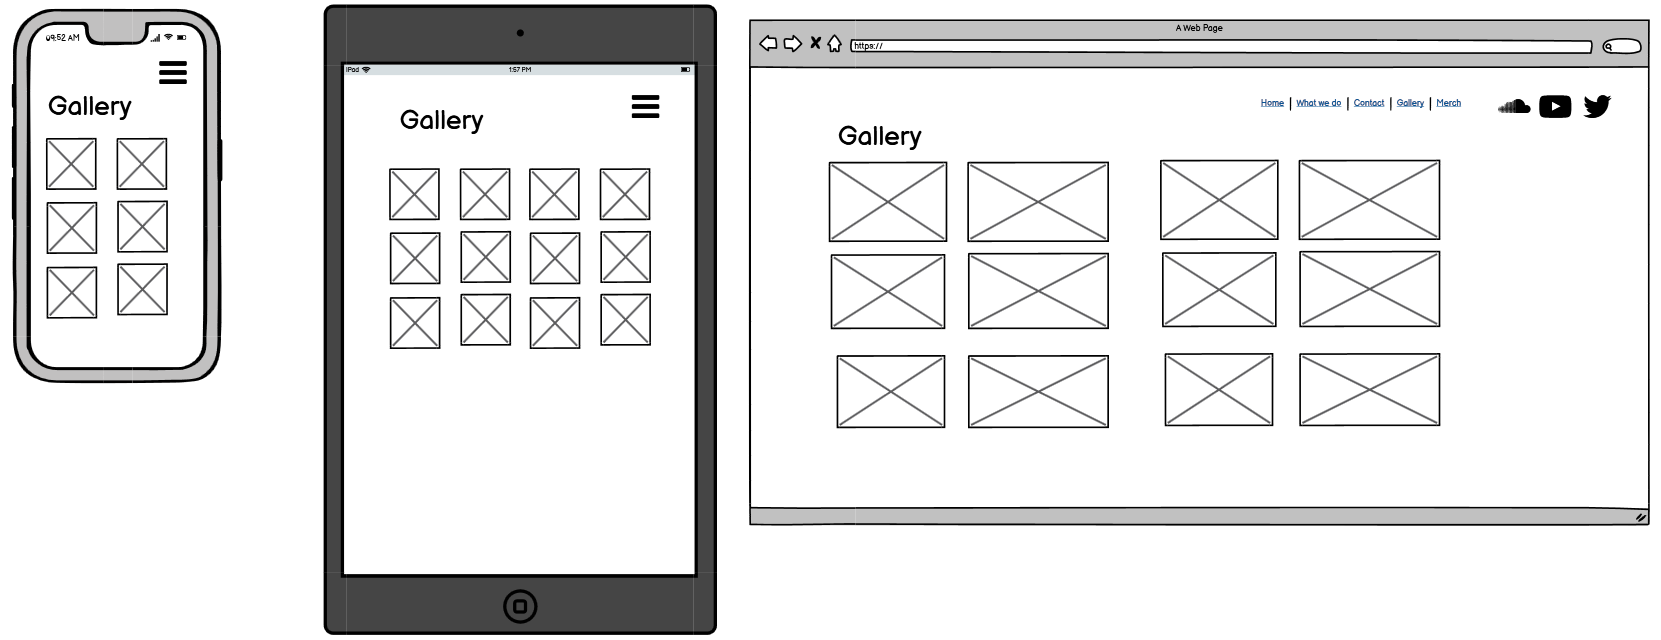 09:52 AM
Gallery
iPad
1:57 PM
Gallery
A Web Page
https://
Home | What we do | Contact | Gallery | Merch
Gallery